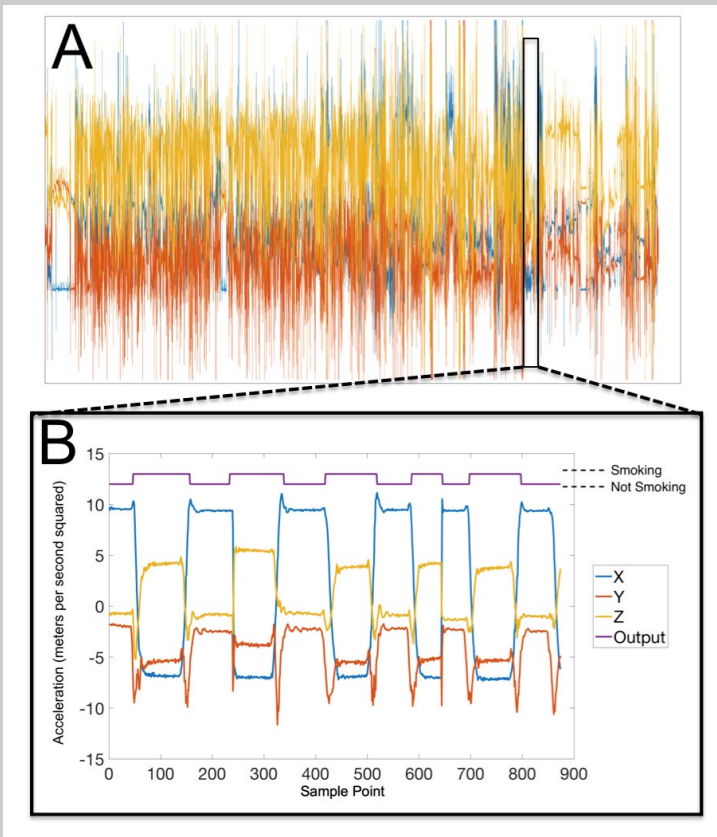 A
B
15
10
5
0
-5
-10
-15
Acceleration (meters per second squared)
0 100 200 300 400 500 600 700 800 900
Sample Point
Smoking
Not Smoking
X
Y
Z
Output